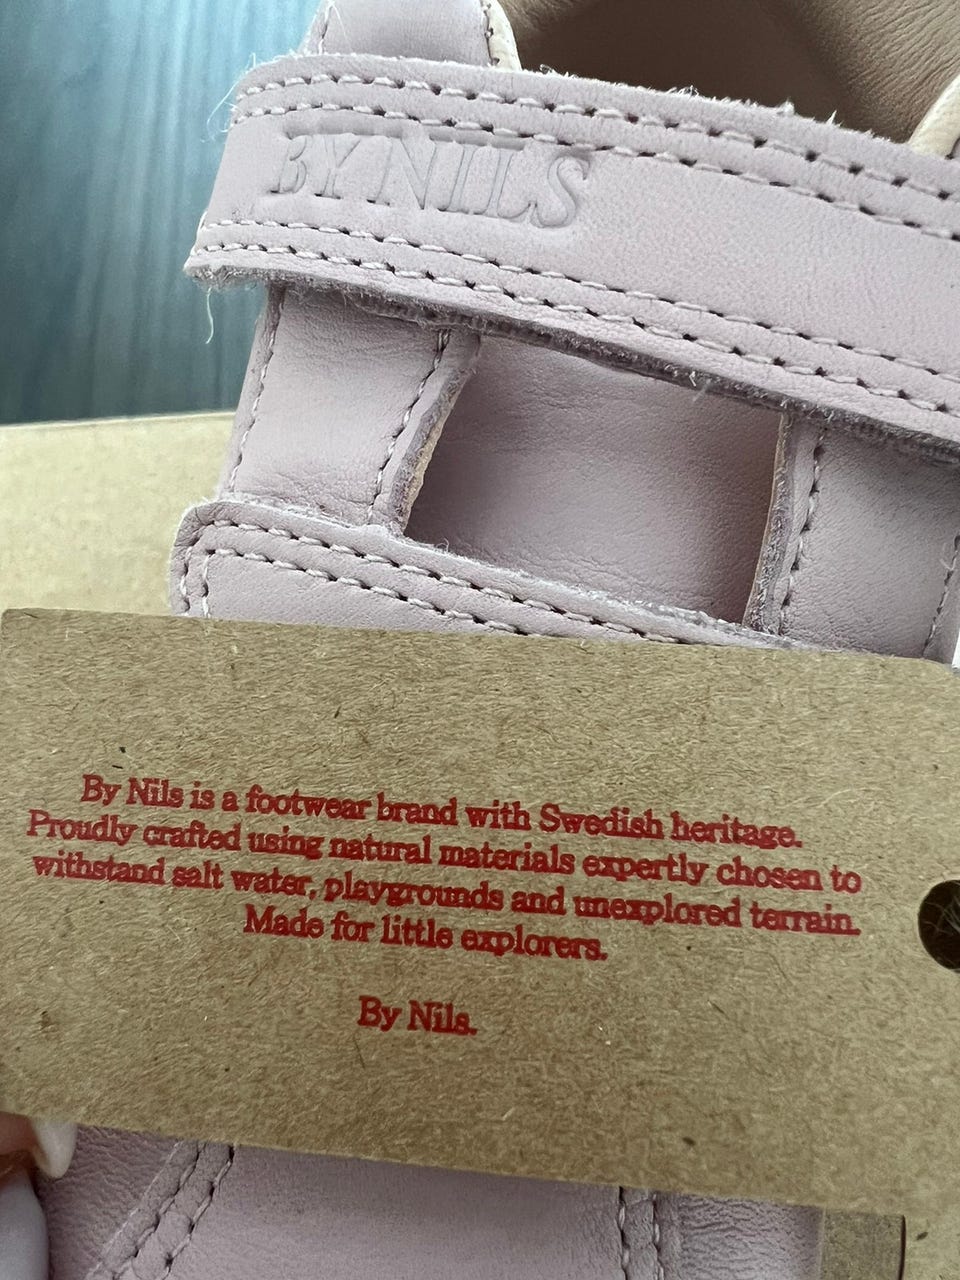 BY NILS
By Nils is a footwear brand with Swedish heritage.
Proudly crafted using natural materials expertly chosen to
withstand salt water, playgrounds and unexplored terrain.
Made for little explorers.
By Nils.